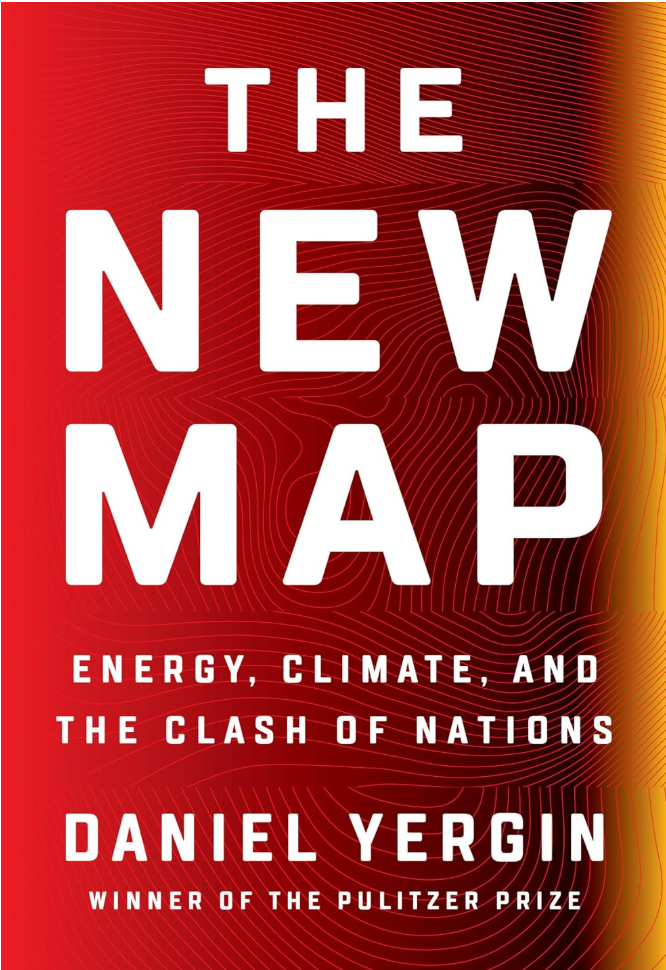 THE
NEW
MAP
ENERGY, CLIMATE, AND
THE CLASH OF NATIONS
DANIEL YERGIN
WINNER OF THE PULITZER PRIZE